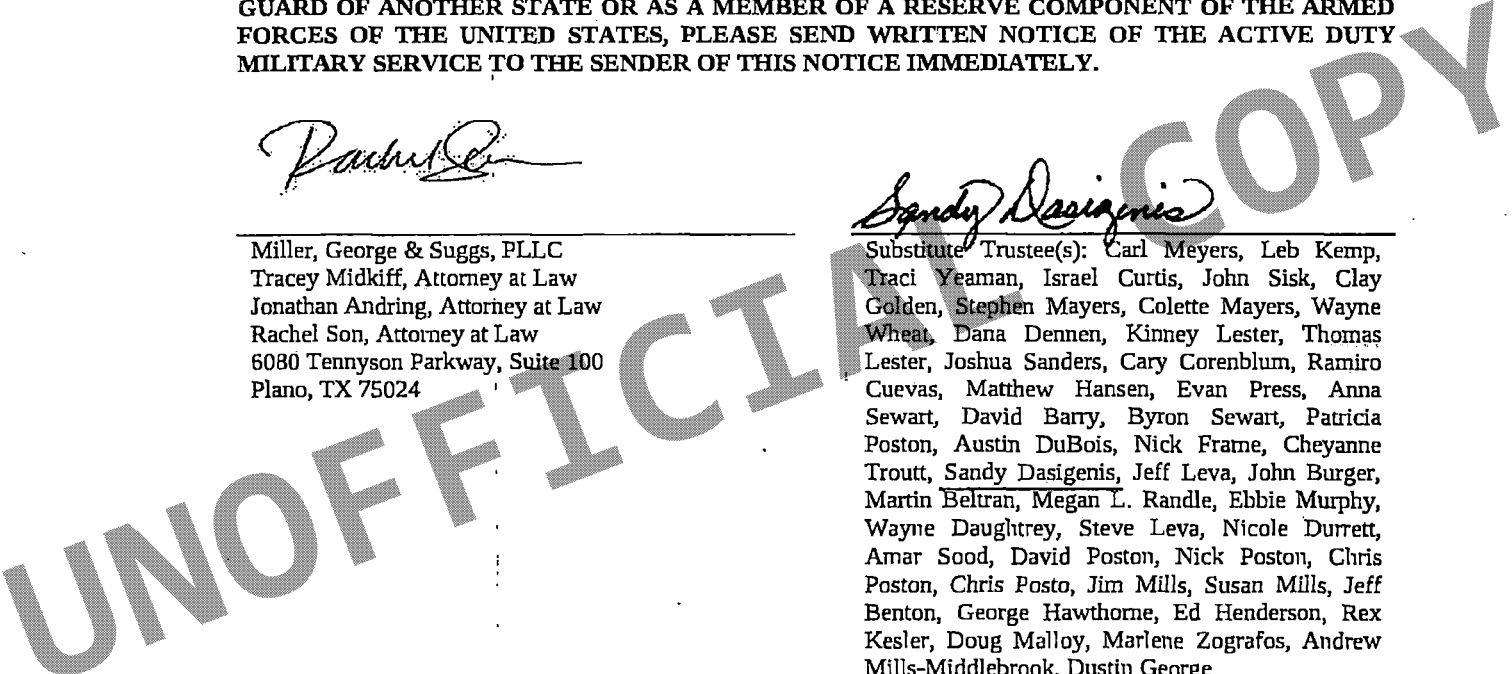 GUARD OF ANOTHER STATE OR AS A MEMBER OF A RESERVE COMPONENT OF THE ARMED
FORCES OF THE UNITED STATES, PLEASE SEND WRITTEN NOTICE OF THE ACTIVE DUTY
MILITARY SERVICE TO THE SENDER OF THIS NOTICE IMMEDIATELY.
Rachel Son
Miller, George & Suggs, PLLC
Tracey Midkiff, Attorney at Law
Jonathan Andring, Attorney at Law
Rachel Son, Attorney at Law
6080 Tennyson Parkway, Suite 100
Plano, TX 75024
Sandy Dasigenis
Substitute Trustee(s): Carl Meyers, Leb Kemp,
Traci Yeaman, Israel Curtis, John Sisk, Clay
Golden, Stephen Mayers, Colette Mayers, Wayne
Wheat, Dana Dennen, Kinney Lester, Thomas
Lester, Joshua Sanders, Cary Corenblum, Ramiro
Cuevas, Matthew Hansen, Evan Press, Anna
Sewart, David Barry, Byron Sewart, Patricia
Poston, Austin DuBois, Nick Frame, Cheyanne
Troutt, Sandy Dasigenis, Jeff Leva, John Burger,
Martin Beltran, Megan L. Randle, Ebbie Murphy,
Wayne Daughtrey, Steve Leva, Nicole Durrett,
Amar Sood, David Poston, Nick Poston, Chris
Poston, Chris Posto, Jim Mills, Susan Mills, Jeff
Benton, George Hawthorne, Ed Henderson, Rex
Kesler, Doug Malloy, Marlene Zografos, Andrew
Mills-Middlebrook, Dustin George
UNOFFICIAL COPY